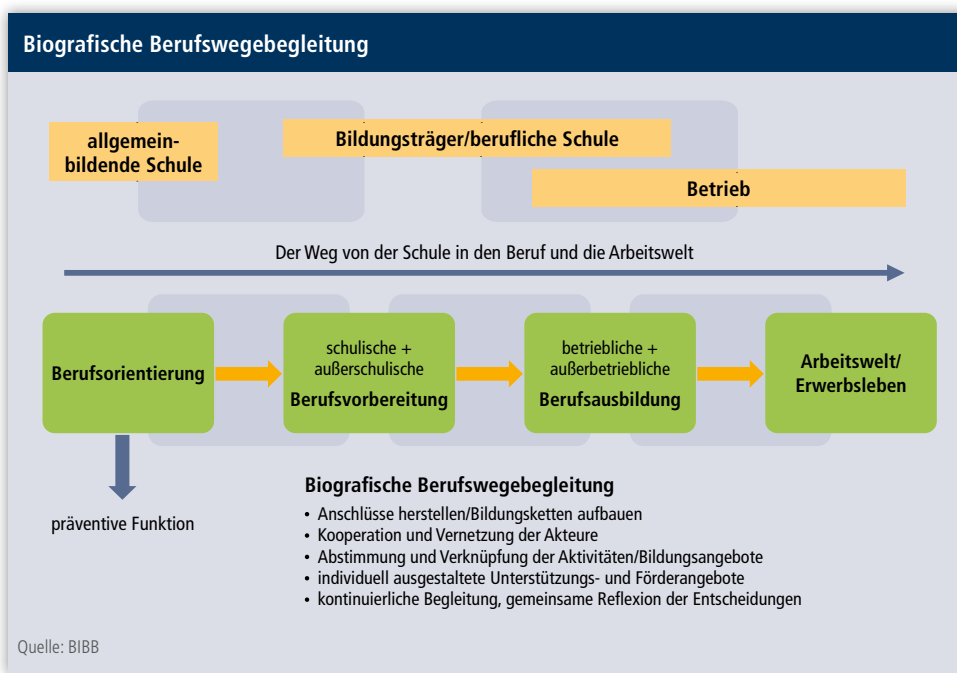 Biografische Berufswegebegleitung
allgemein-
bildende Schule
Bildungsträger/berufliche Schule
Betrieb
Der Weg von der Schule in den Beruf und die Arbeitswelt
Berufsorientierung
schulische +
außerschulische
Berufsvorbereitung
betriebliche +
außerbetriebliche
Berufsausbildung
Arbeitswelt/
Erwerbsleben
präventive Funktion
Biografische Berufswegebegleitung
• Anschlüsse herstellen/Bildungsketten aufbauen
• Kooperation und Vernetzung der Akteure
• Abstimmung und Verknüpfung der Aktivitäten/Bildungsangebote
• individuell ausgestaltete Unterstützungs- und Förderangebote
• kontinuierliche Begleitung, gemeinsame Reflexion der Entscheidungen
Quelle: BIBB